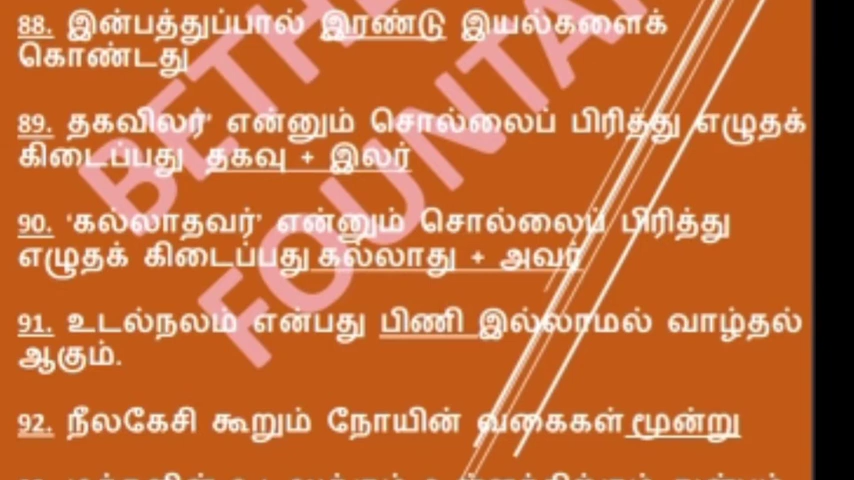 88. இன்பத்துப்பால் இரண்டு இயல்களைக்
கொண்டது
89. தகவிலர்' என்னும் சொல்லைப் பிரித்து எழுதக்
கிடைப்பது தகவு + இலர்
90. 'கல்லாதவர்' என்னும் சொல்லைப் பிரித்து
எழுதக் கிடைப்பது கல்லாது + அவர்
91. உடல்நலம் என்பது பிணி இல்லாமல் வாழ்தல்
ஆகும்.
92. நீலகேசி கூறும் நோயின் வகைகள் மூன்று